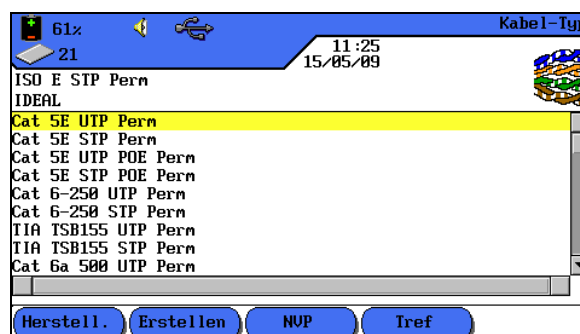 61% Kabel-Typ
21 11:25
15/05/09
ISO E STP Perm
IDEAL
Cat 5E UTP Perm
Cat 5E STP Perm
Cat 5E UTP POE Perm
Cat 5E STP POE Perm
Cat 6-250 UTP Perm
Cat 6-250 STP Perm
TIA TSB155 UTP Perm
TIA TSB155 STP Perm
Cat 6a 500 UTP Perm
Herstell. Erstellen NVP Tref